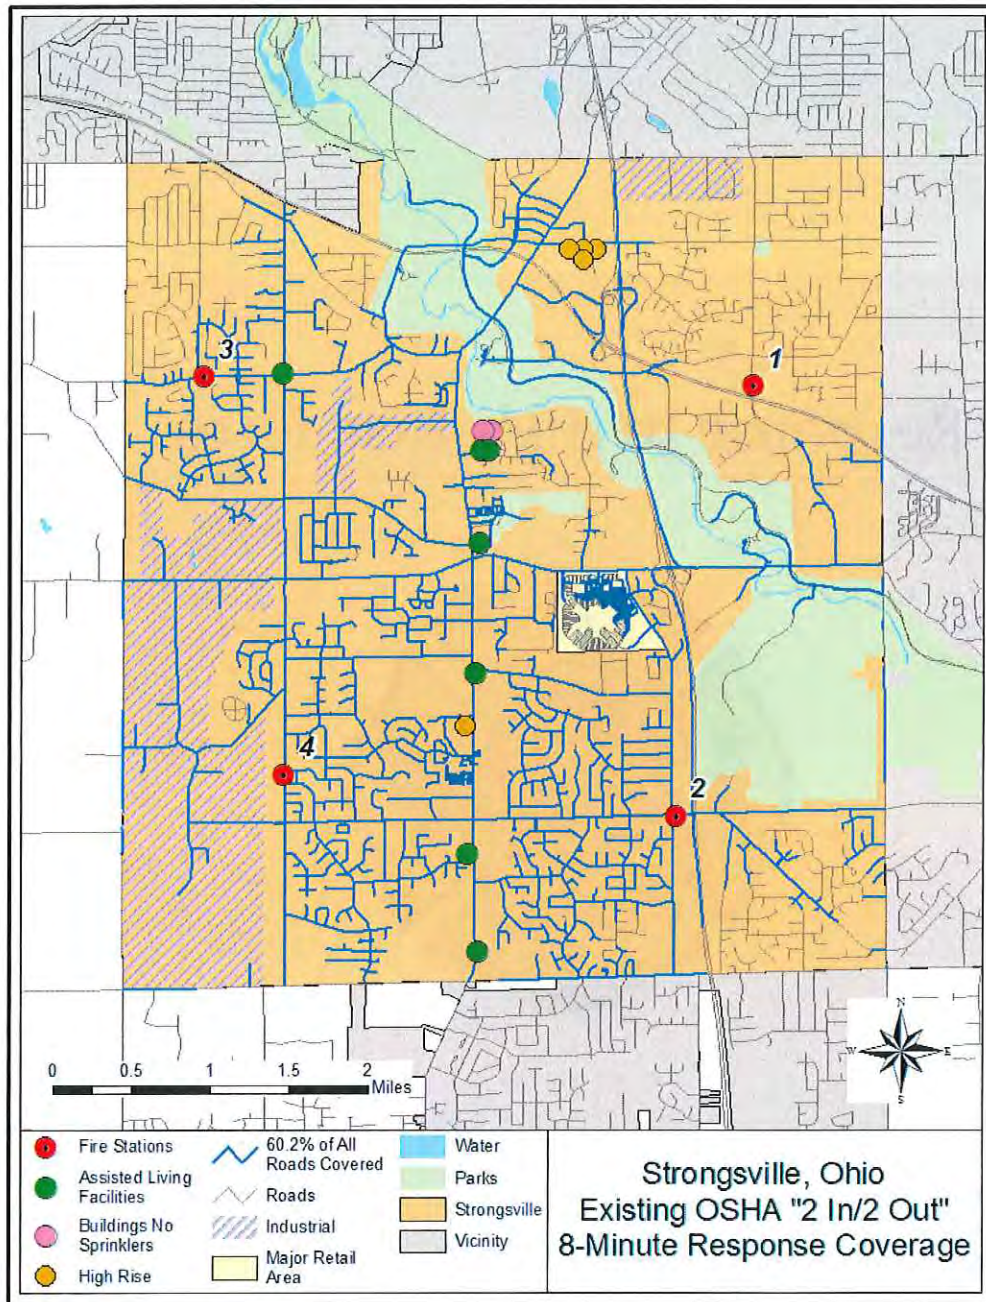 3
1
4
2
N
W
E
S
0 0.5 1 1.5 2
Miles
Fire Stations
Assisted Living
Facilities
Buildings No
Sprinklers
High Rise
60.2% of All
Roads Covered
Roads
Industrial
Major Retail
Area
Water
Parks
Strongsville
Vicinity
Strongsville, Ohio
Existing OSHA "2 In/2 Out"
8-Minute Response Coverage